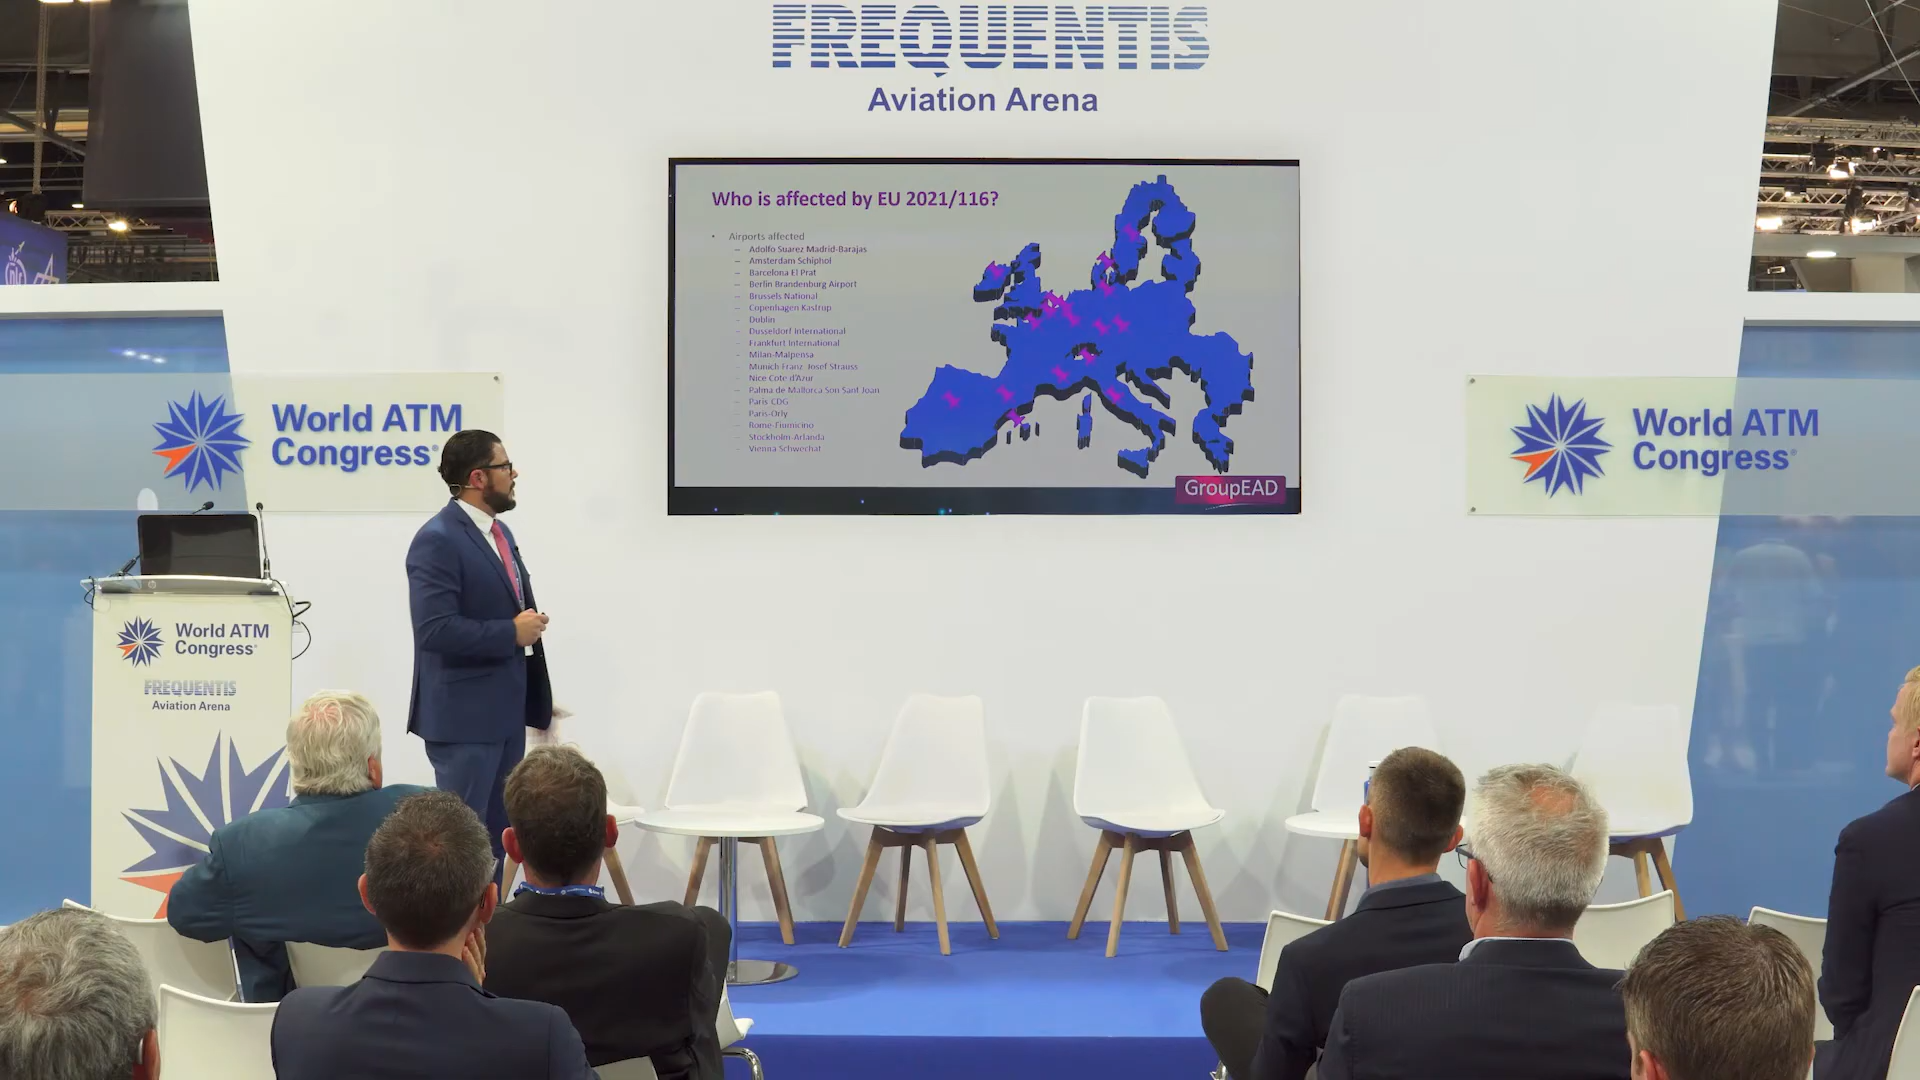 FREQUENTIS
Aviation Arena
Who is affected by EU 2021/116?
• Airports affected
– Adolfo Suarez Madrid-Barajas
– Amsterdam Schiphol
– Barcelona El Prat
– Berlin Brandenburg Airport
– Brussels National
– Copenhagen Kastrup
– Dublin
– Dusseldorf International
– Frankfurt International
– Milan-Malpensa
– Munich Franz Josef Strauss
– Nice Cote d'Azur
– Palma de Mallorca Son Sant Joan
– Paris-CDG
– Paris-Orly
– Rome-Fiumicino
– Stockholm-Arlanda
– Vienna Schwechat
GroupEAD
World ATM
Congress®
World ATM
Congress®
World ATM
Congress®
FREQUENTIS
Aviation Arena